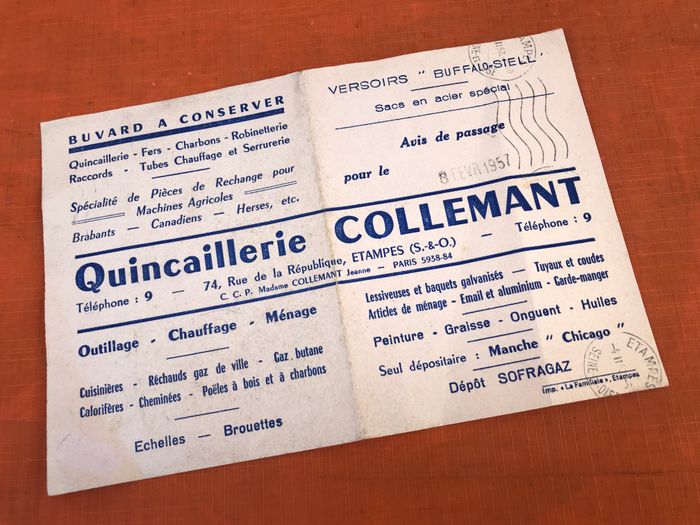 BUVARD A CONSERVER
Quincaillerie - Fers - Charbons - Robinetterie
Raccords - Tubes Chauffage et Serrurerie
Spécialité de Pièces de Rechange pour
Machines Agricoles
Brabants - Canadiens - Herses, etc.
VERSOIRS " BUFFALO-STELL "
Sacs en acier spécial
Avis de passage
pour le
8 FEVR 1957
Quincaillerie COLLEMANT
Téléphone : 9 — 74, Rue de la République, ETAMPES (S.-&-O.) — Téléphone : 9
C. C. P. Madame COLLEMANT Jeanne — PARIS 5938-84
Outillage - Chauffage - Ménage
Cuisinières - Réchauds gaz de ville - Gaz butane
Calorifères - Cheminées - Poêles à bois et à charbons
Echelles — Brouettes
Lessiveuses et baquets galvanisés — Tuyaux et coudes
Articles de ménage - Email et aluminium - Garde-manger
Peinture - Graisse - Onguent - Huiles
Seul dépositaire : Manche " Chicago "
Dépôt SOFRAGAZ
Imp. « La Familiale », Etampes
ETAMPES